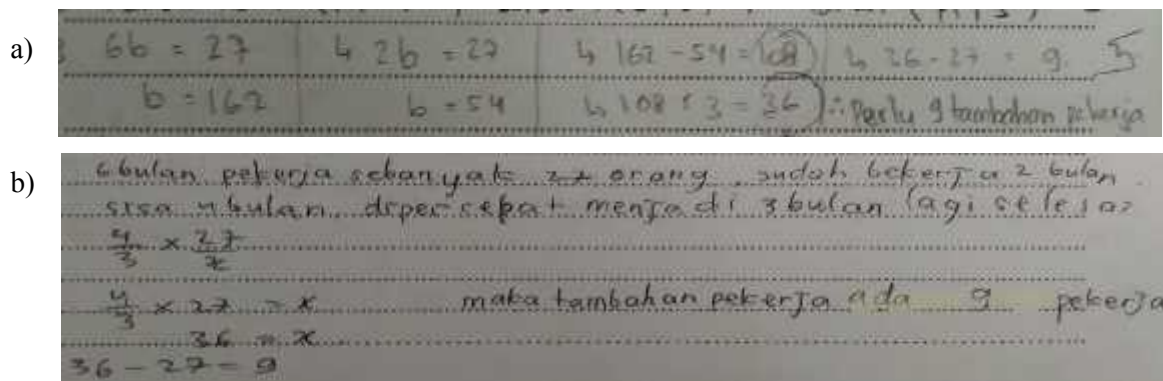 a)
6b = 27 ↳ 2b = 27 ↳ 162 - 54 = 108 ↳ 36 - 27 = 9.
b = 162 b = 54 ↳ 108 : 3 = 36 ∴ Perlu 9 tambahan pekerja
b)
6 bulan pekerja sebanyak 27 orang, sudah bekerja 2 bulan.
sisa 4 bulan dipercepat menjadi 3 bulan lagi selesai
4/3 × 27/x
4/3 × 27 = x maka tambahan pekerja ada 9 pekerja
36 = x
36 - 27 = 9